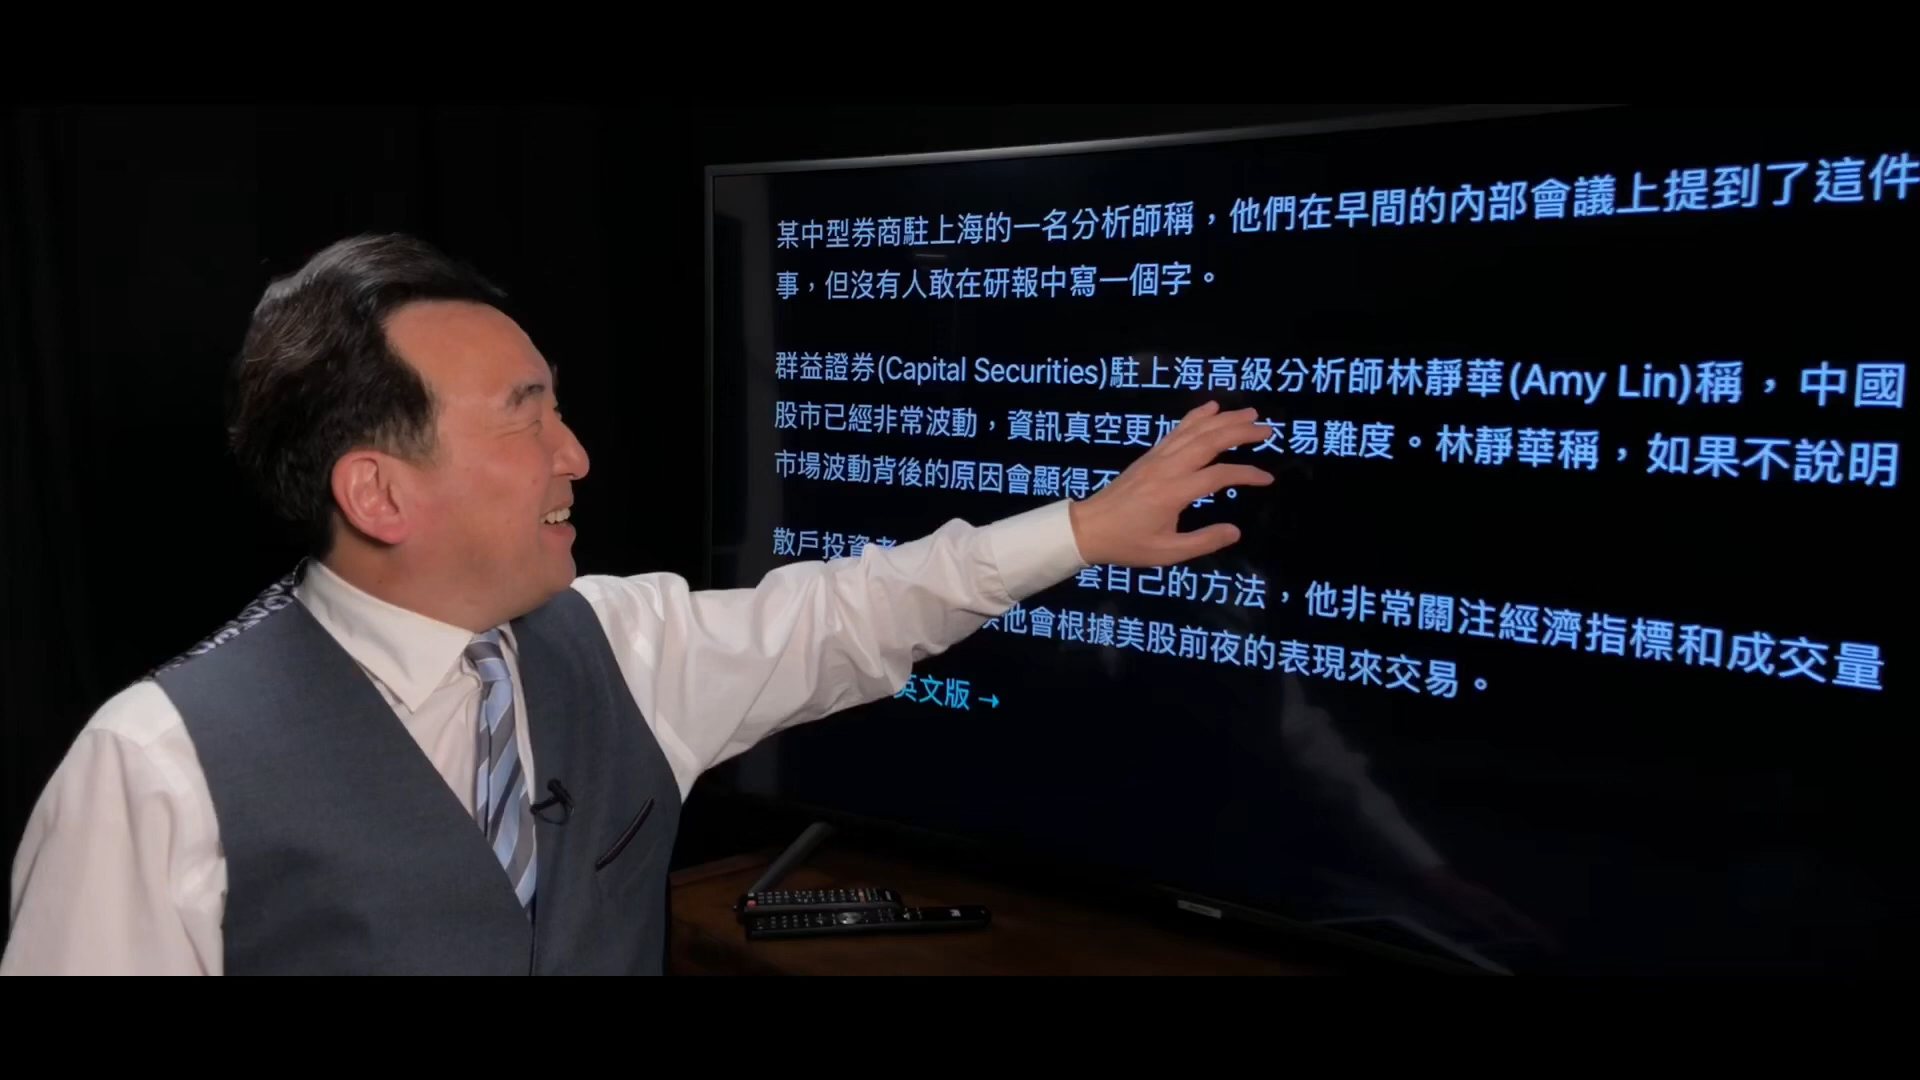 某中型券商駐上海的一名分析師稱，他們在早間的內部會議上提到了這件
事，但沒有人敢在研報中寫一個字。
群益證券(Capital Securities)駐上海高級分析師林靜華(Amy Lin)稱，中國
股市已經非常波動，資訊真空更加 交易難度。林靜華稱，如果不說明
市場波動背後的原因會顯得不 。
散戶投資者 套自己的方法，他非常關注經濟指標和成交量
他會根據美股前夜的表現來交易。
英文版 →